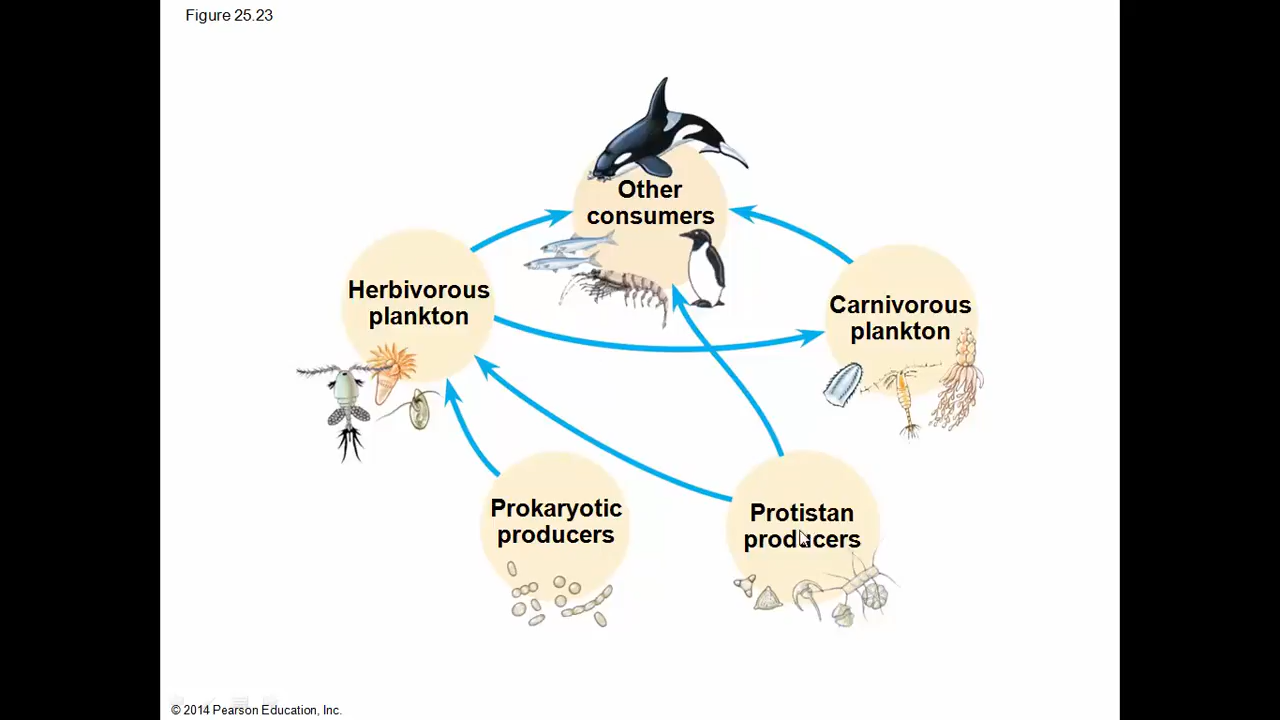 Figure 25.23
Other
consumers
Herbivorous
plankton
Carnivorous
plankton
Prokaryotic
producers
Protistan
producers
© 2014 Pearson Education, Inc.